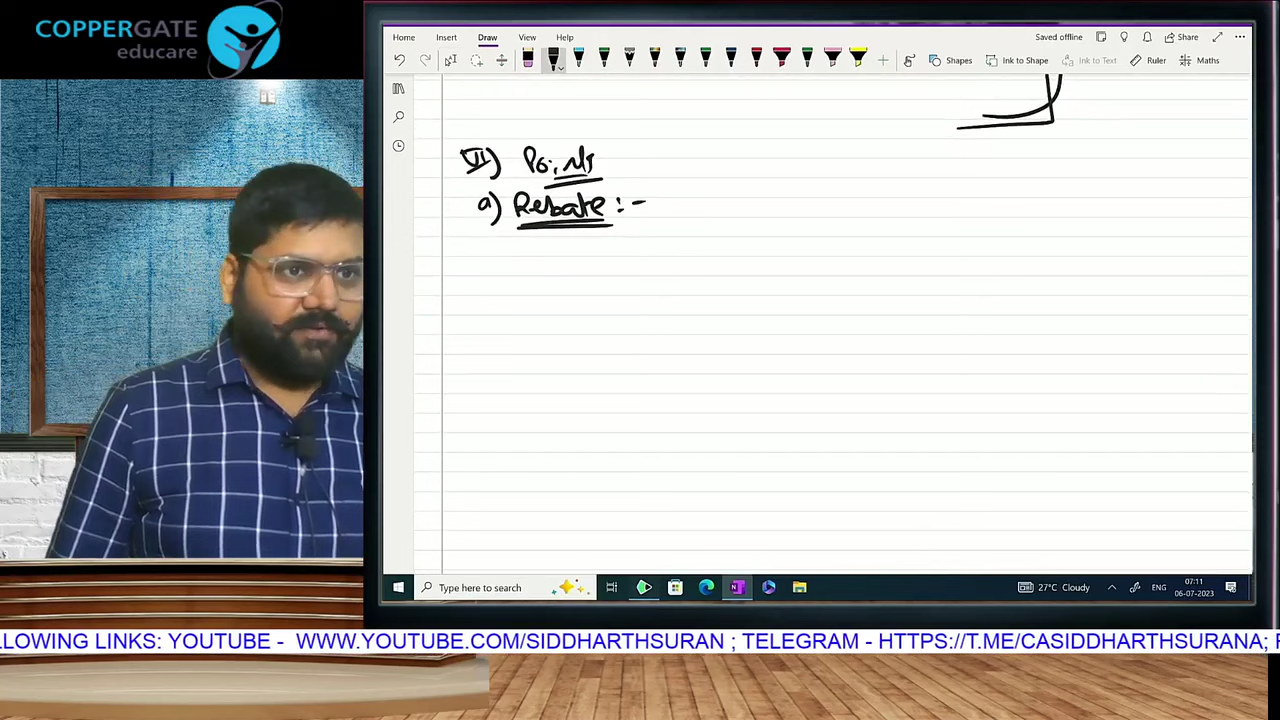 COPPERGATE
educare
Home Insert Draw View Help
Saved offline
Share
Shapes Ink to Shape Ink to Text Ruler Maths
VI) Points
a) Rebate :-
Type here to search
27°C Cloudy
ENG
07:11
06-07-2023
LLOWING LINKS: YOUTUBE - WWW.YOUTUBE.COM/SIDDHARTHSURAN ; TELEGRAM - HTTPS://T.ME/CASIDDHARTHSURANA;